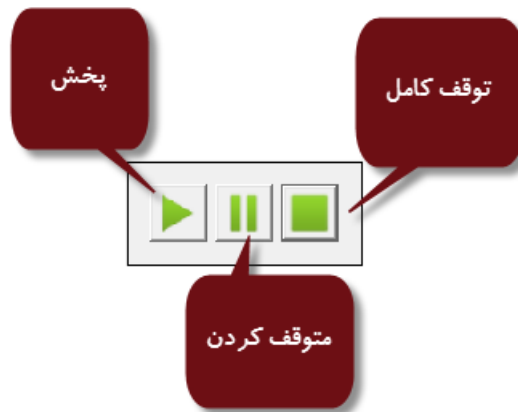 پخش
توقف کامل
متوقف کردن